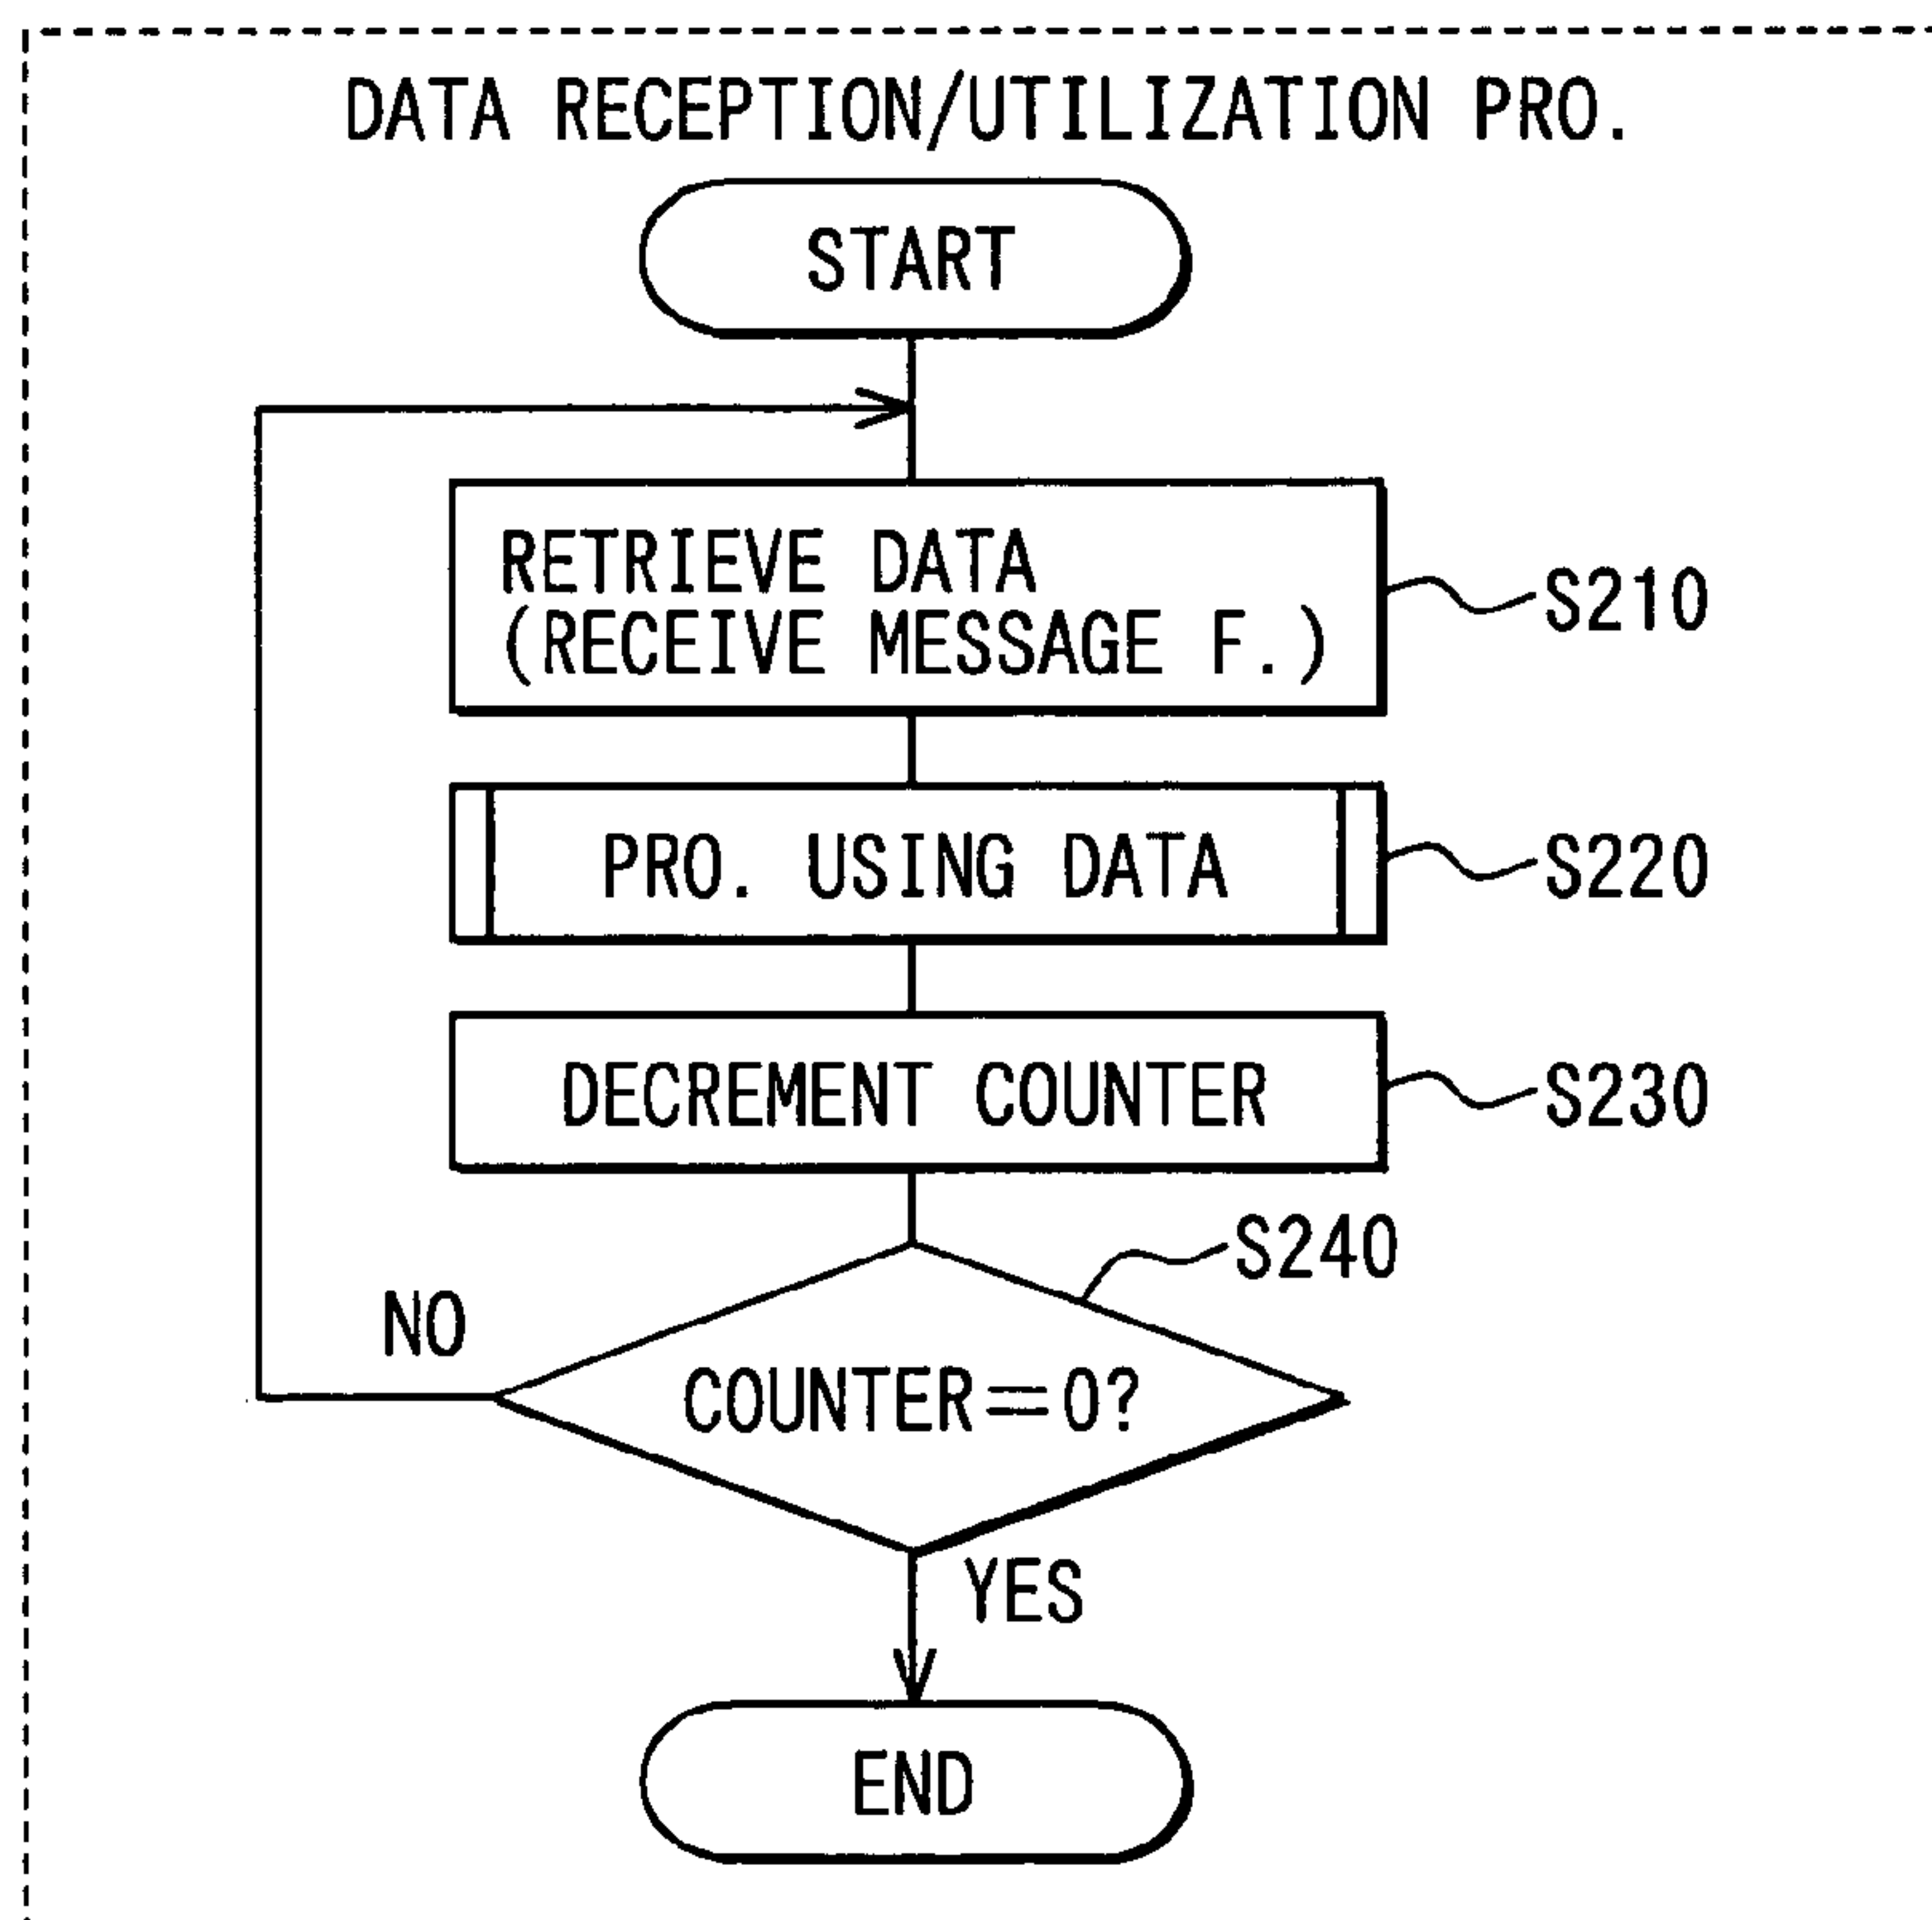 DATA RECEPTION/UTILIZATION PRO.
START
RETRIEVE DATA
(RECEIVE MESSAGE F.)
S210
PRO. USING DATA
S220
DECREMENT COUNTER
S230
S240
NO
COUNTER=0?
YES
END